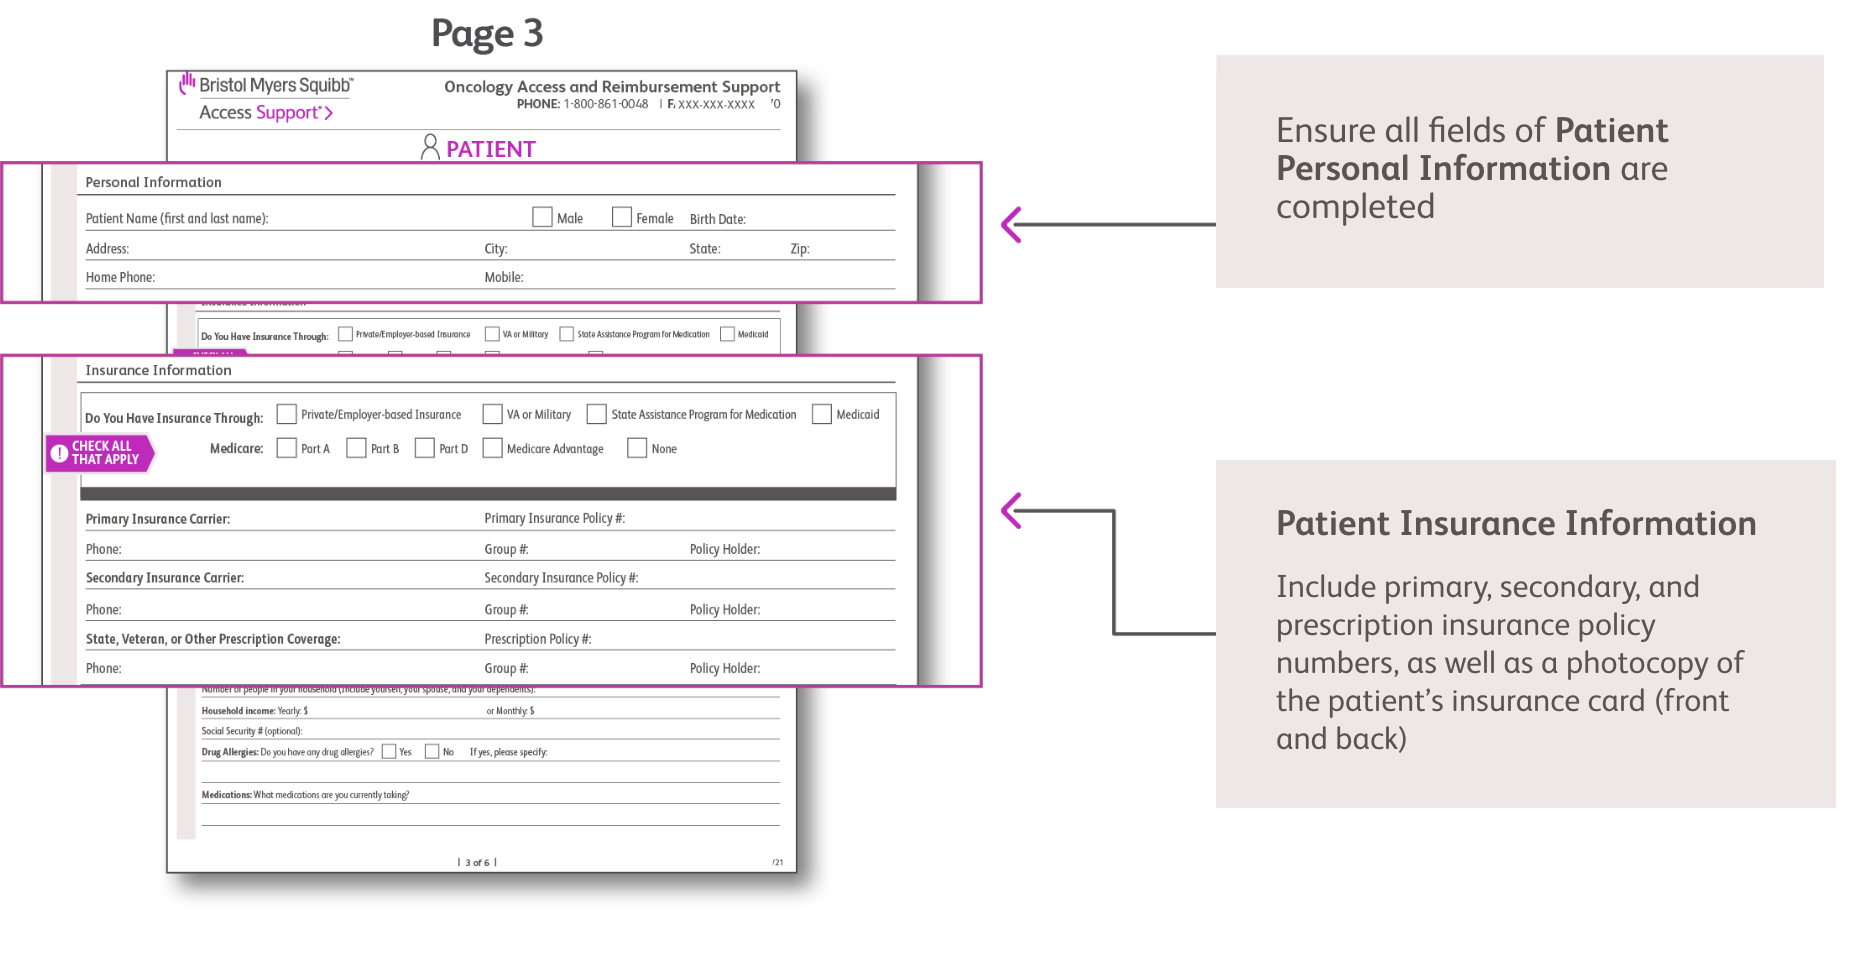 Page 3
Bristol Myers Squibb™
Access Support®
Oncology Access and Reimbursement Support
PHONE: 1-800-861-0048 | F. XXX-XXX-XXXX
PATIENT
Personal Information
Patient Name (first and last name): Male Female Birth Date:
Address: City: State: Zip:
Home Phone: Mobile:
Insurance Information
Do You Have Insurance Through: Private/Employer-based Insurance VA or Military State Assistance Program for Medication Medicaid
CHECK ALL
Insurance Information
Do You Have Insurance Through: Private/Employer-based Insurance VA or Military State Assistance Program for Medication Medicaid
! CHECK ALL
THAT APPLY
Medicare: Part A Part B Part D Medicare Advantage None
Primary Insurance Carrier: Primary Insurance Policy #:
Phone: Group #: Policy Holder:
Secondary Insurance Carrier: Secondary Insurance Policy #:
Phone: Group #: Policy Holder:
State, Veteran, or Other Prescription Coverage: Prescription Policy #:
Phone: Group #: Policy Holder:
Number of people in your household (include yourself, your spouse, and your dependents):
Household income: Yearly: $ or Monthly: $
Social Security # (optional):
Drug Allergies: Do you have any drug allergies? Yes No If yes, please specify:
Medications: What medications are you currently taking?
| 3 of 6 |
/21
Ensure all fields of Patient
Personal Information are
completed
Patient Insurance Information
Include primary, secondary, and
prescription insurance policy
numbers, as well as a photocopy of
the patient's insurance card (front
and back)